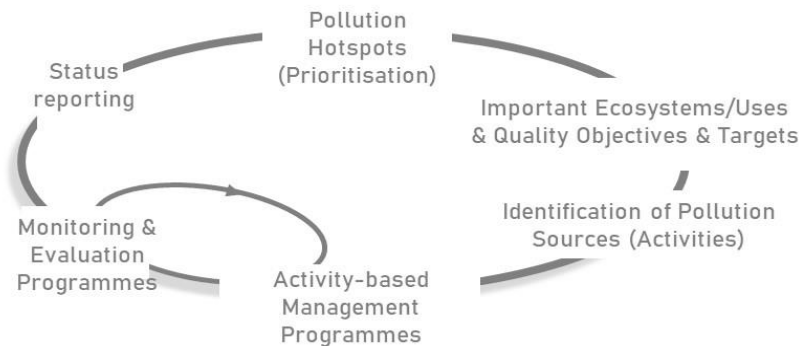 Pollution
Hotspots
(Prioritisation)
Status
reporting
Important Ecosystems/Uses
& Quality Objectives & Targets
Identification of Pollution
Sources (Activities)
Monitoring &
Evaluation
Programmes
Activity-based
Management
Programmes